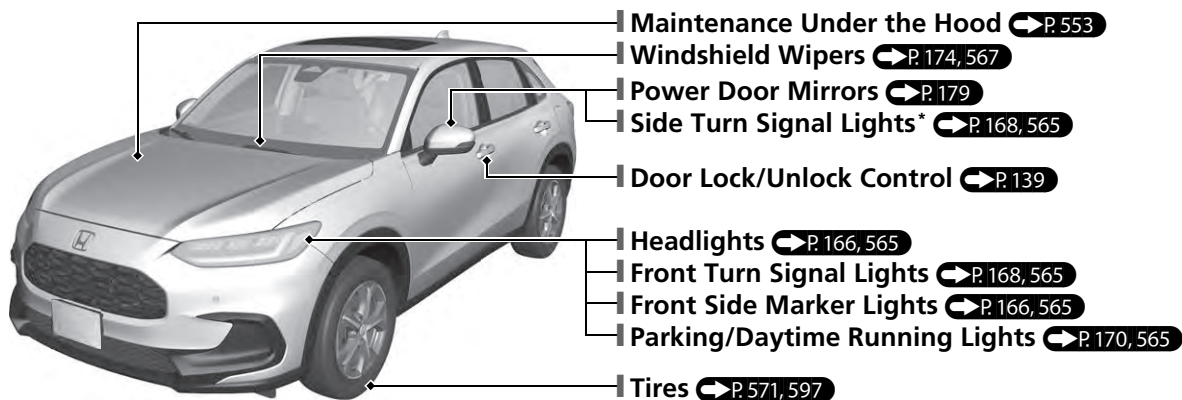 Maintenance Under the Hood P. 553
Windshield Wipers P. 174, 567
Power Door Mirrors P. 179
Side Turn Signal Lights* P. 168, 565
Door Lock/Unlock Control P. 139
Headlights P. 166, 565
Front Turn Signal Lights P. 168, 565
Front Side Marker Lights P. 166, 565
Parking/Daytime Running Lights P. 170, 565
Tires P. 571, 597